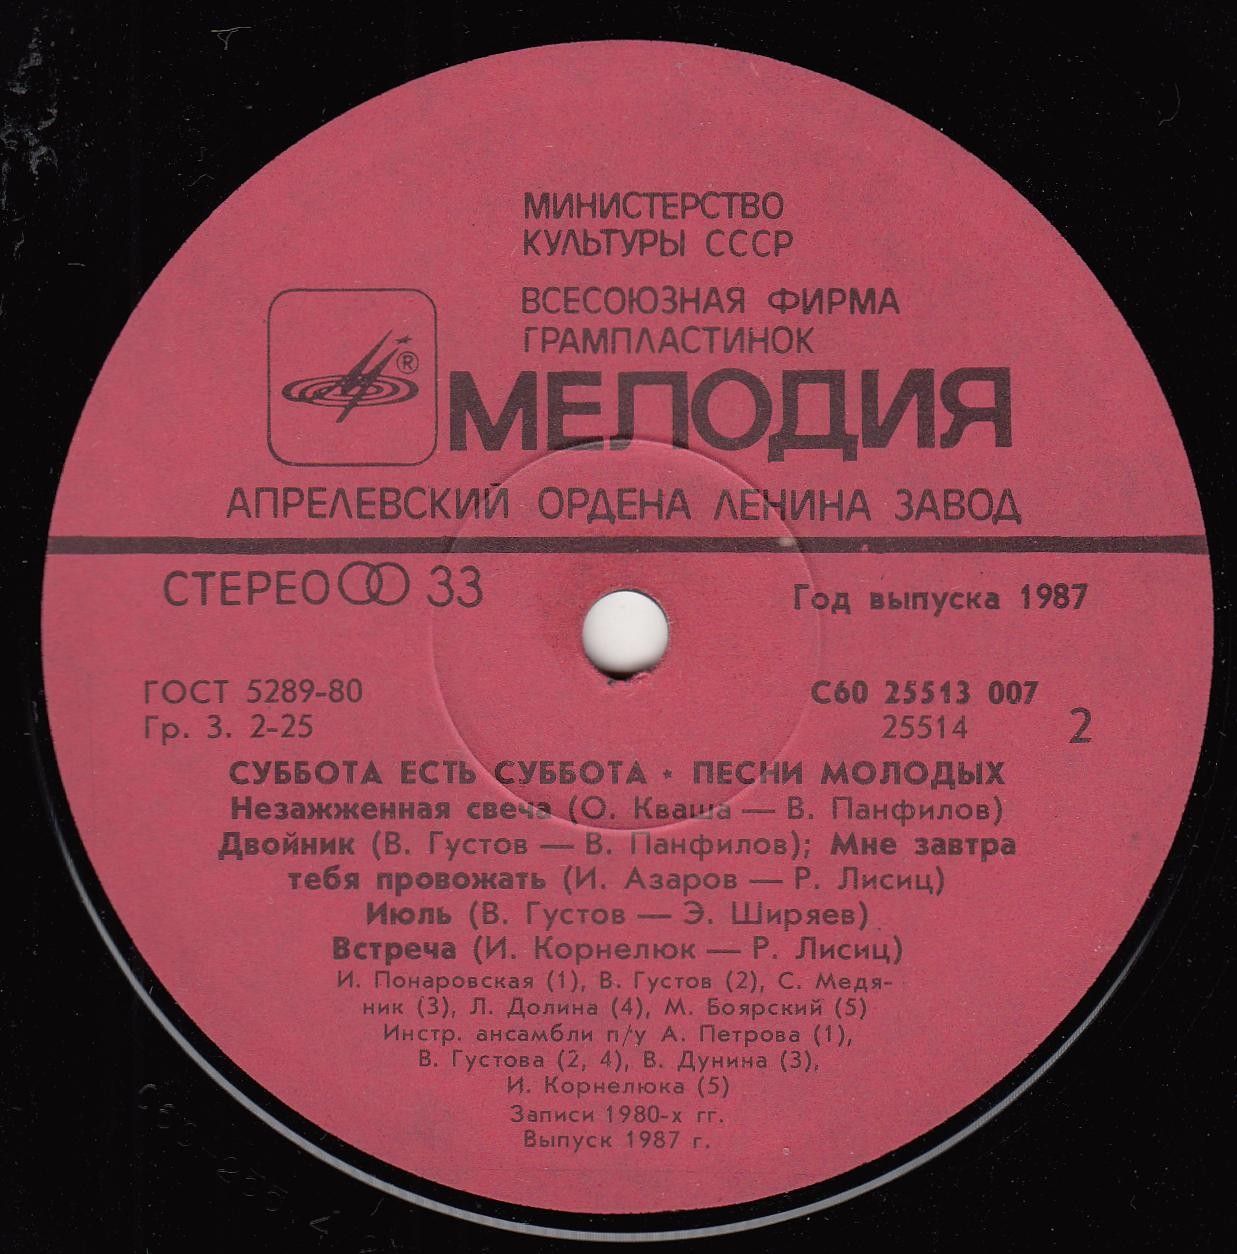 МИНИСТЕРСТВО
КУЛЬТУРЫ СССР
ВСЕСОЮЗНАЯ ФИРМА
ГРАМПЛАСТИНОК
®
МЕЛОДИЯ
АПРЕЛЕВСКИЙ ОРДЕНА ЛЕНИНА ЗАВОД
СТЕРЕО 33
Год выпуска 1987
ГОСТ 5289-80
Гр. 3. 2-25
С60 25513 007
25514
2
СУББОТА ЕСТЬ СУББОТА * ПЕСНИ МОЛОДЫХ
Незажженная свеча (О. Кваша — В. Панфилов)
Двойник (В. Густов — В. Панфилов); Мне завтра
тебя провожать (И. Азаров — Р. Лисиц)
Июль (В. Густов — Э. Ширяев)
Встреча (И. Корнелюк — Р. Лисиц)
И. Понаровская (1), В. Густов (2), С. Медя-
ник (3), Л. Долина (4), М. Боярский (5)
Инстр. ансамбли п/у А. Петрова (1),
В. Густова (2, 4), В. Дунина (3),
И. Корнелюка (5)
Записи 1980-х гг.
Выпуск 1987 г.